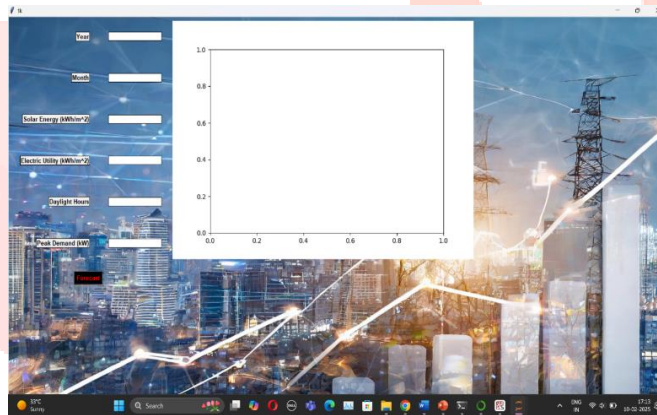 tk
Year
Month
Solar Energy (kWh/m^2)
Electric Utility (kWh/m^2)
Daylight Hours
Peak Demand (kW)
Forecast
1.0
0.8
0.6
0.4
0.2
0.0
0.0 0.2 0.4 0.6 0.8 1.0
33°C
Sunny
Search
ENG
IN
17:13
18-02-2025